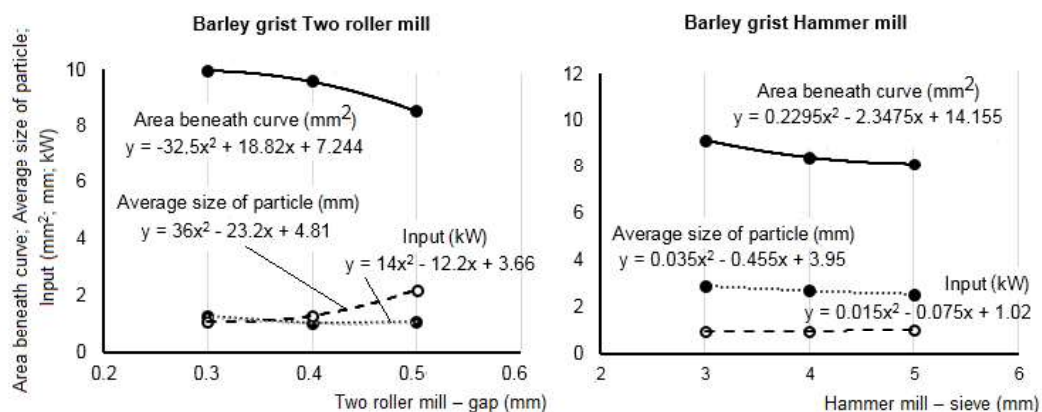 Barley grist Two roller mill
Area beneath curve; Average size of particle;
Input (mm²; mm; kW)
10
8
6
4
2
0
Area beneath curve (mm²)
y = -32,5x² + 18.82x + 7.244
Average size of particle (mm)
y = 36x² - 23.2x + 4.81
Input (kW)
y = 14x² - 12.2x + 3.66
0.2
0.3
0.4
0.5
0.6
Two roller mill – gap (mm)
Barley grist Hammer mill
12
10
8
6
4
2
0
Area beneath curve (mm²)
y = 0.2295x² - 2.3475x + 14.155
Average size of particle (mm)
y = 0.035x² - 0.455x + 3.95
Input (kW)
y = 0.015x² - 0.075x + 1.02
2
3
4
5
6
Hammer mill – sieve (mm)